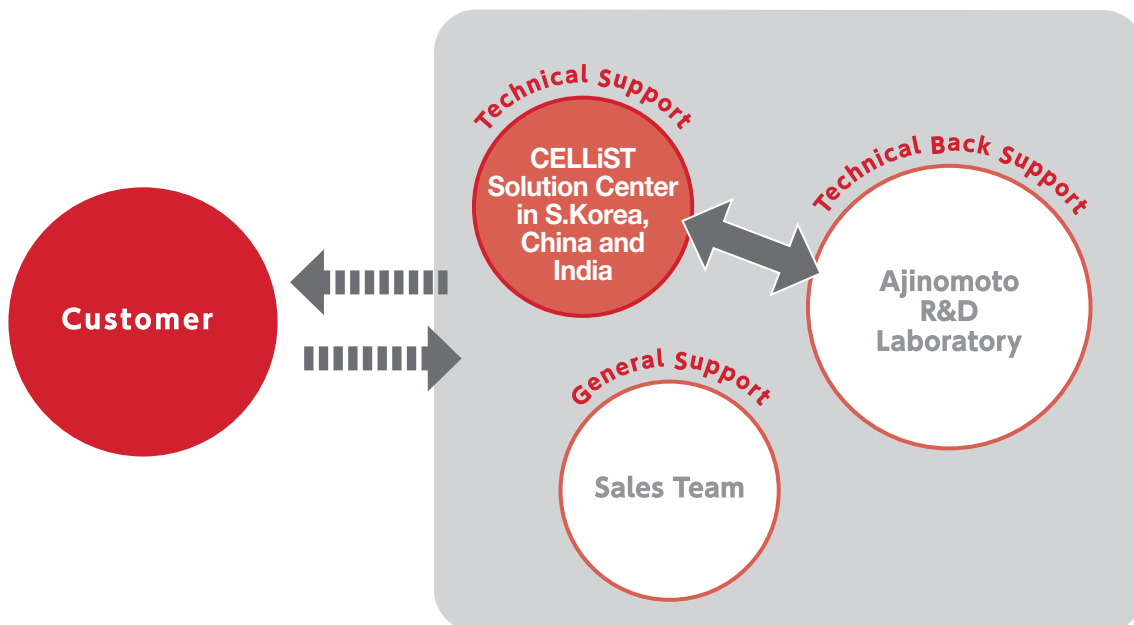 Technical Support
CELLiST
Solution Center
in S.Korea,
China and
India
Technical Back Support
Ajinomoto
R&D
Laboratory
Customer
General Support
Sales Team